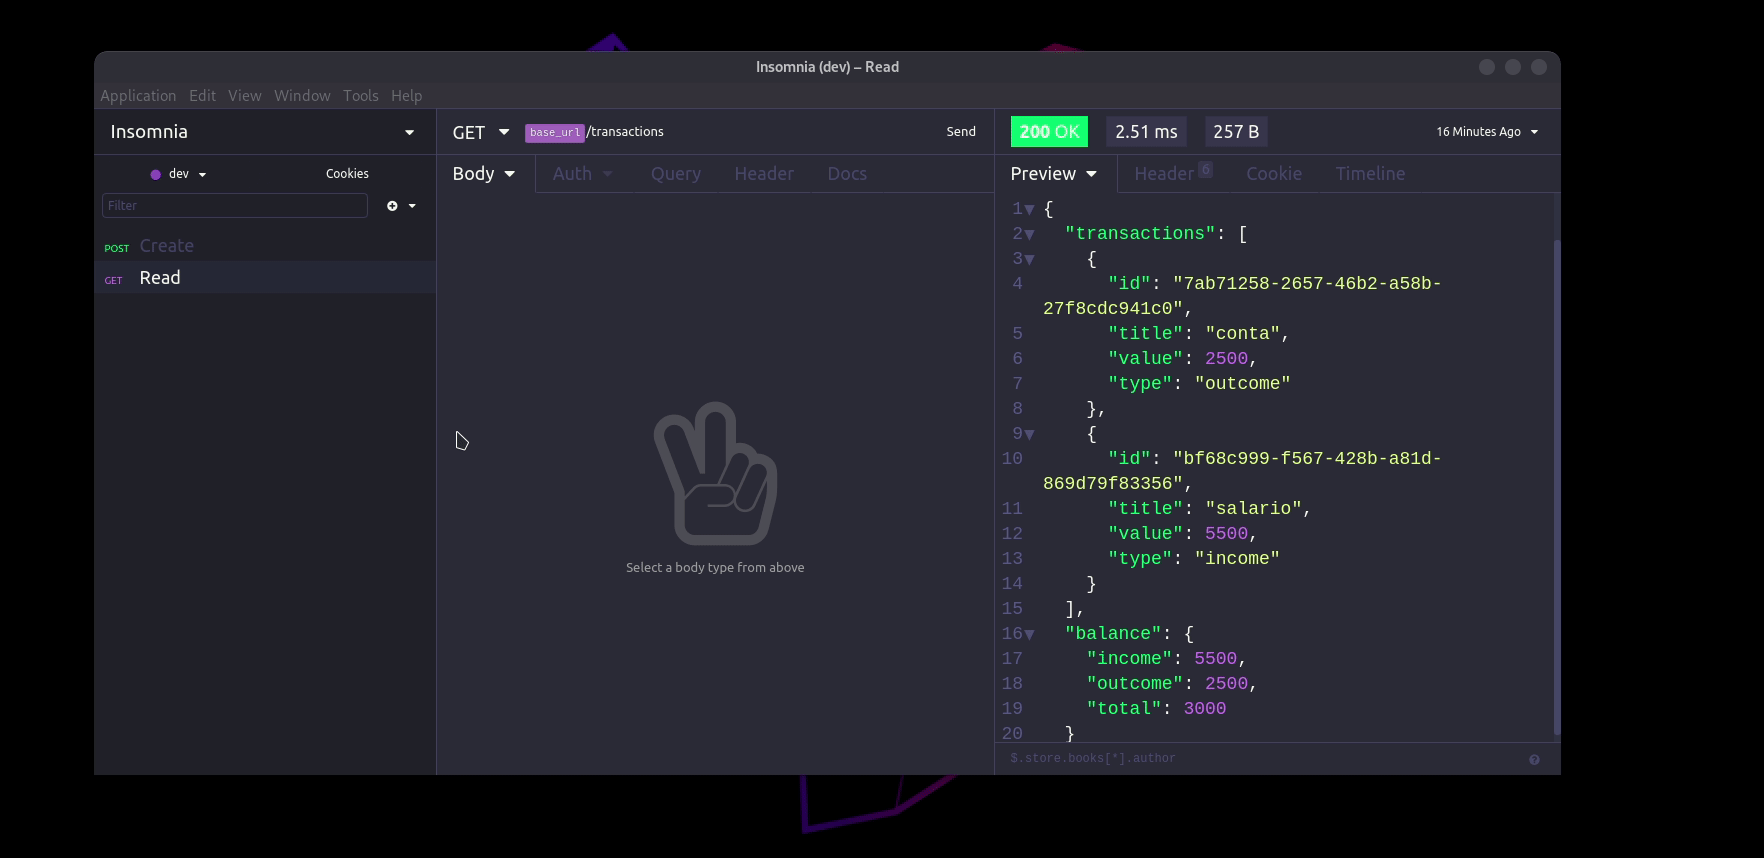 Insomnia (dev) – Read
Application Edit View Window Tools Help
Insomnia
GET base_url/transactions Send
200 OK 2.51 ms 257 B 16 Minutes Ago
dev Cookies
Body Auth Query Header Docs
Preview Header 6 Cookie Timeline
Filter
POST Create
GET Read
Select a body type from above
1 {
2 "transactions": [
3 {
4 "id": "7ab71258-2657-46b2-a58b-
27f8cdc941c0",
5 "title": "conta",
6 "value": 2500,
7 "type": "outcome"
8 },
9 {
10 "id": "bf68c999-f567-428b-a81d-
869d79f83356",
11 "title": "salario",
12 "value": 5500,
13 "type": "income"
14 }
15 ],
16 "balance": {
17 "income": 5500,
18 "outcome": 2500,
19 "total": 3000
20 }
$.store.books[*].author